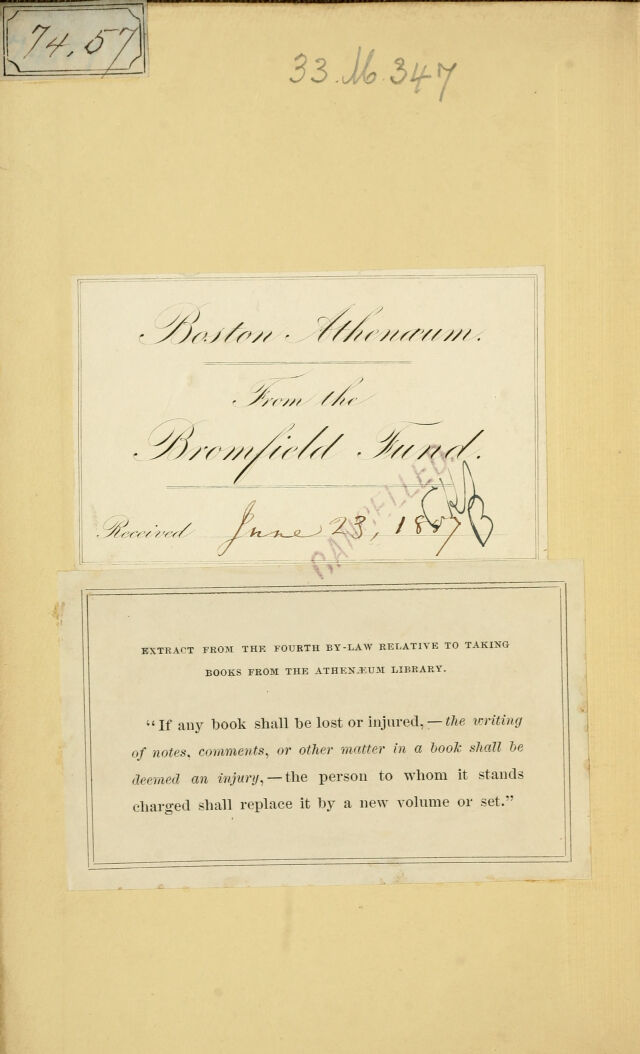 74.57
33.M.347
Boston Athenæum.
From the
Bromfield Fund.
CANCELLED.
Received June 23, 18
EXTRACT FROM THE FOURTH BY-LAW RELATIVE TO TAKING
BOOKS FROM THE ATHENÆUM LIBRARY.
“If any book shall be lost or injured,—the writing
of notes, comments, or other matter in a book shall be
deemed an injury,—the person to whom it stands
charged shall replace it by a new volume or set.”